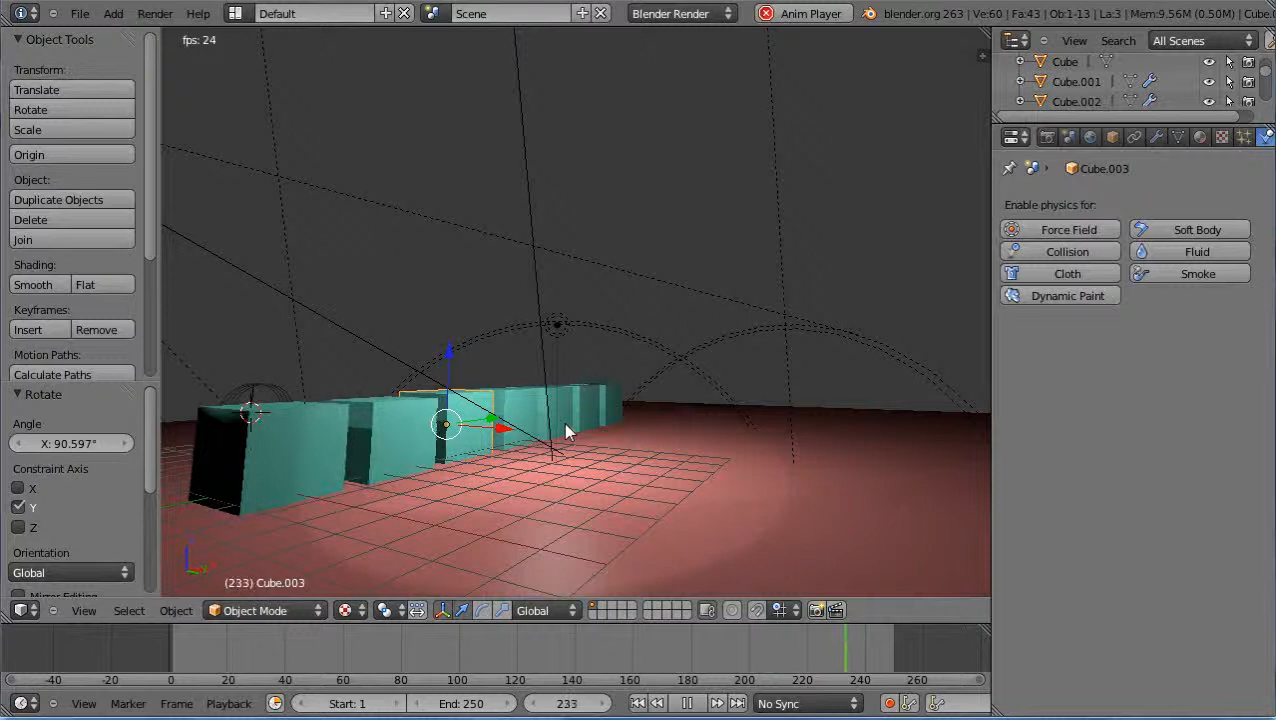 File Add Render Help Default Scene Blender Render Anim Player blender.org 263 | Ve:60 | Fa:43 | Ob:1-13 | La:3 | Mem:9.56M (0.50M) | Cube.
Object Tools
Transform:
Translate
Rotate
Scale
Origin
Object:
Duplicate Objects
Delete
Join
Shading:
Smooth Flat
Keyframes:
Insert Remove
Motion Paths:
Calculate Paths
Rotate
Angle
X: 90.597°
Constraint Axis
X
Y
Z
Orientation
Global
Mirror Editing
fps: 24
(233) Cube.003
View Search All Scenes
Cube
Cube.001
Cube.002
Cube.003
Enable physics for:
Force Field Soft Body
Collision Fluid
Cloth Smoke
Dynamic Paint
View Select Object Object Mode Global
-40 -20 0 20 40 60 80 100 120 140 160 180 200 220 240 260
View Marker Frame Playback Start: 1 End: 250 233 No Sync